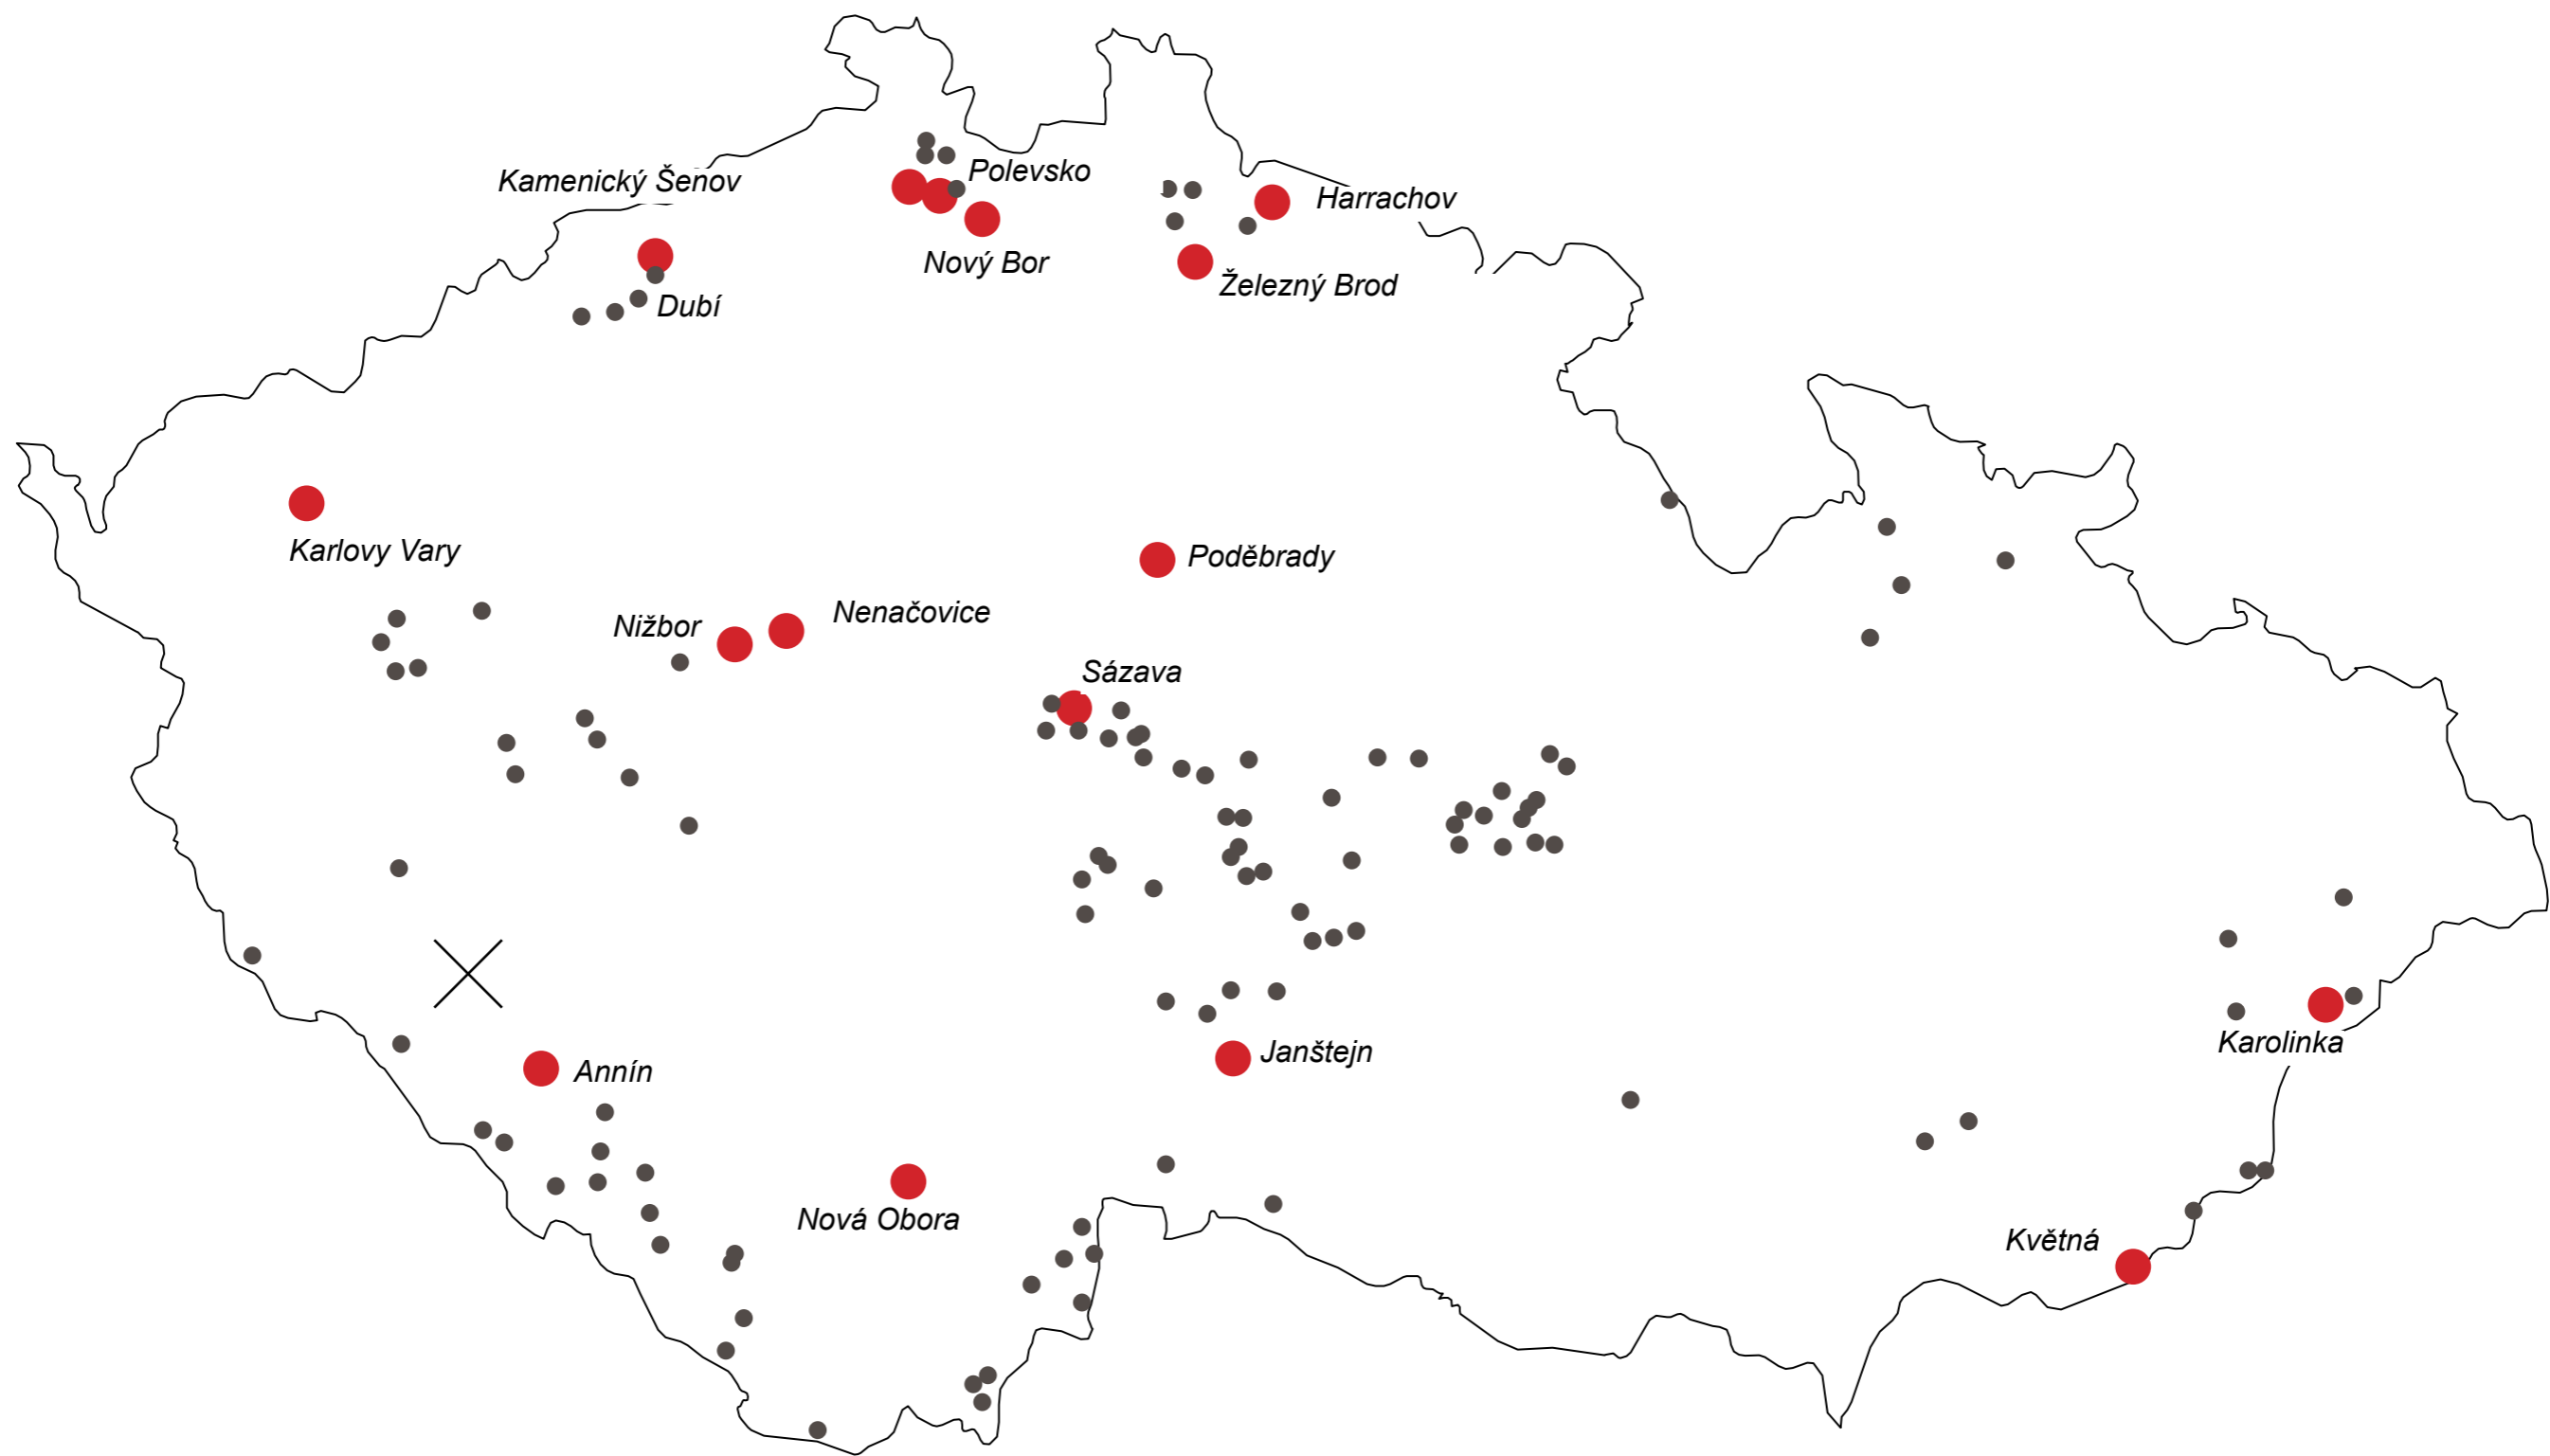 Polevsko
Kamenický Šenov
Harrachov
Nový Bor
Železný Brod
Dubí
Karlovy Vary
Poděbrady
Nenačovice
Nižbor
Sázava
Karolinka
Janštejn
Annín
Nová Obora
Květná